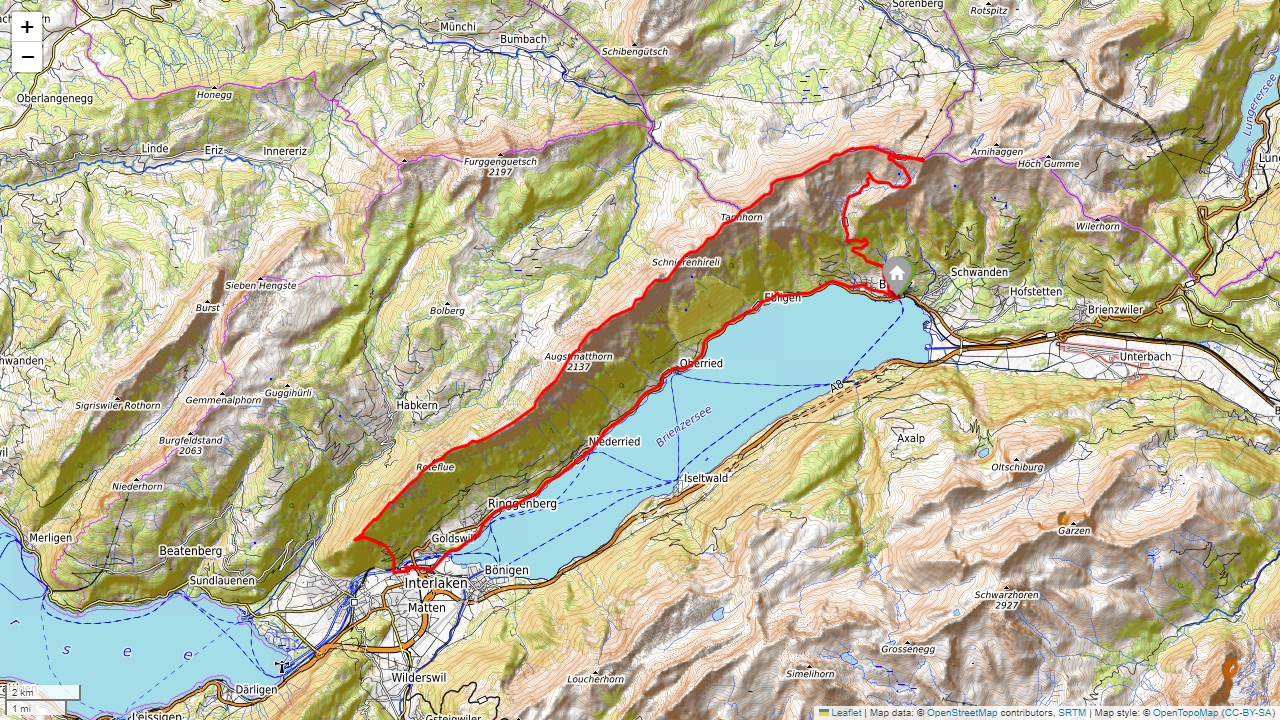 +
−
Sörenberg
Rotspitz
Münchi
Bumbach
Schibengütsch
Oberlangenegg
Honegg
Lungerersee
Linde
Eriz
Innereriz
Furggenguetsch
2197
Arnihaggen
Höch Gumme
Tannhorn
Wilerhorn
Schnierenhireli
Sieben Hengste
Schwanden
Hofstetten
Burst
Bolberg
Ebligen
Brienzwiler
Augstmatthorn
2137
Oberried
Unterbach
A8
Guggihürli
Gemmenalphorn
Habkern
Sigriswiler Rothorn
Brienzersee
Burgfeldstand
2063
Niederried
Axalp
Roteflue
Oltschiburg
Iseltwald
Niederhorn
Ringgenberg
Garzen
Merligen
Goldswil
Beatenberg
Bönigen
Sundlauenen
Interlaken
Schwarzhoren
2927
Matten
s e e
Grossenegg
Wilderswil
Loucherhorn
Simelihorn
Därligen
2 km
1 mi
Leissigen
Gsteigwiler
Leaflet | Map data: © OpenStreetMap contributors, SRTM | Map style: © OpenTopoMap (CC-BY-SA)